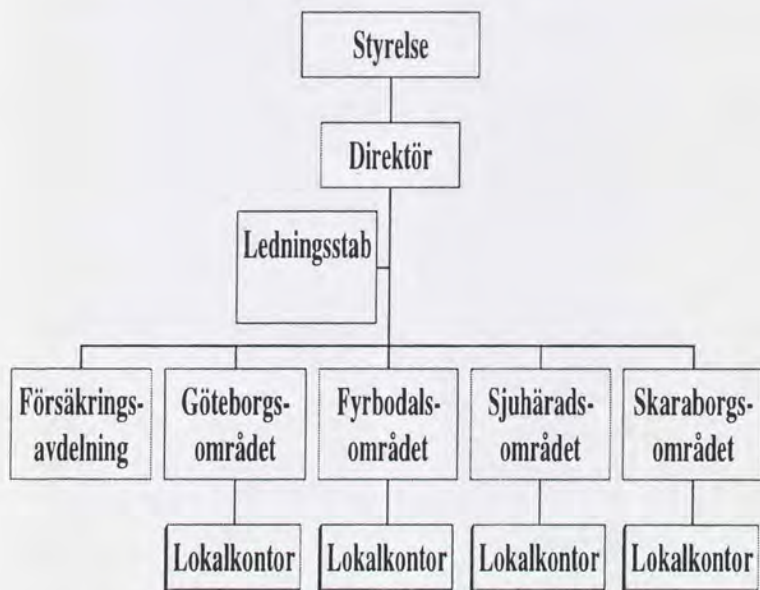 Styrelse
Direktör
Ledningsstab
Försäkrings-
avdelning
Göteborgs-
området
Fyrbodals-
området
Sjuhärads-
området
Skaraborgs-
området
Lokalkontor
Lokalkontor
Lokalkontor
Lokalkontor